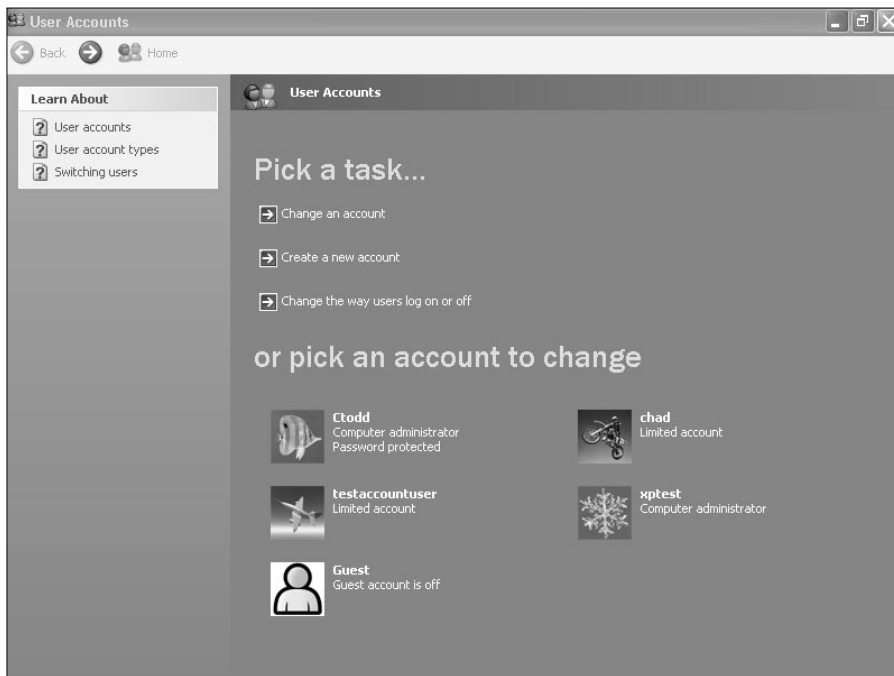 User Accounts
Back Home
Learn About
User accounts
User account types
Switching users
User Accounts
Pick a task...
Change an account
Create a new account
Change the way users log on or off
or pick an account to change
Ctodd
Computer administrator
Password protected
chad
Limited account
testaccountuser
Limited account
xptest
Computer administrator
Guest
Guest account is off